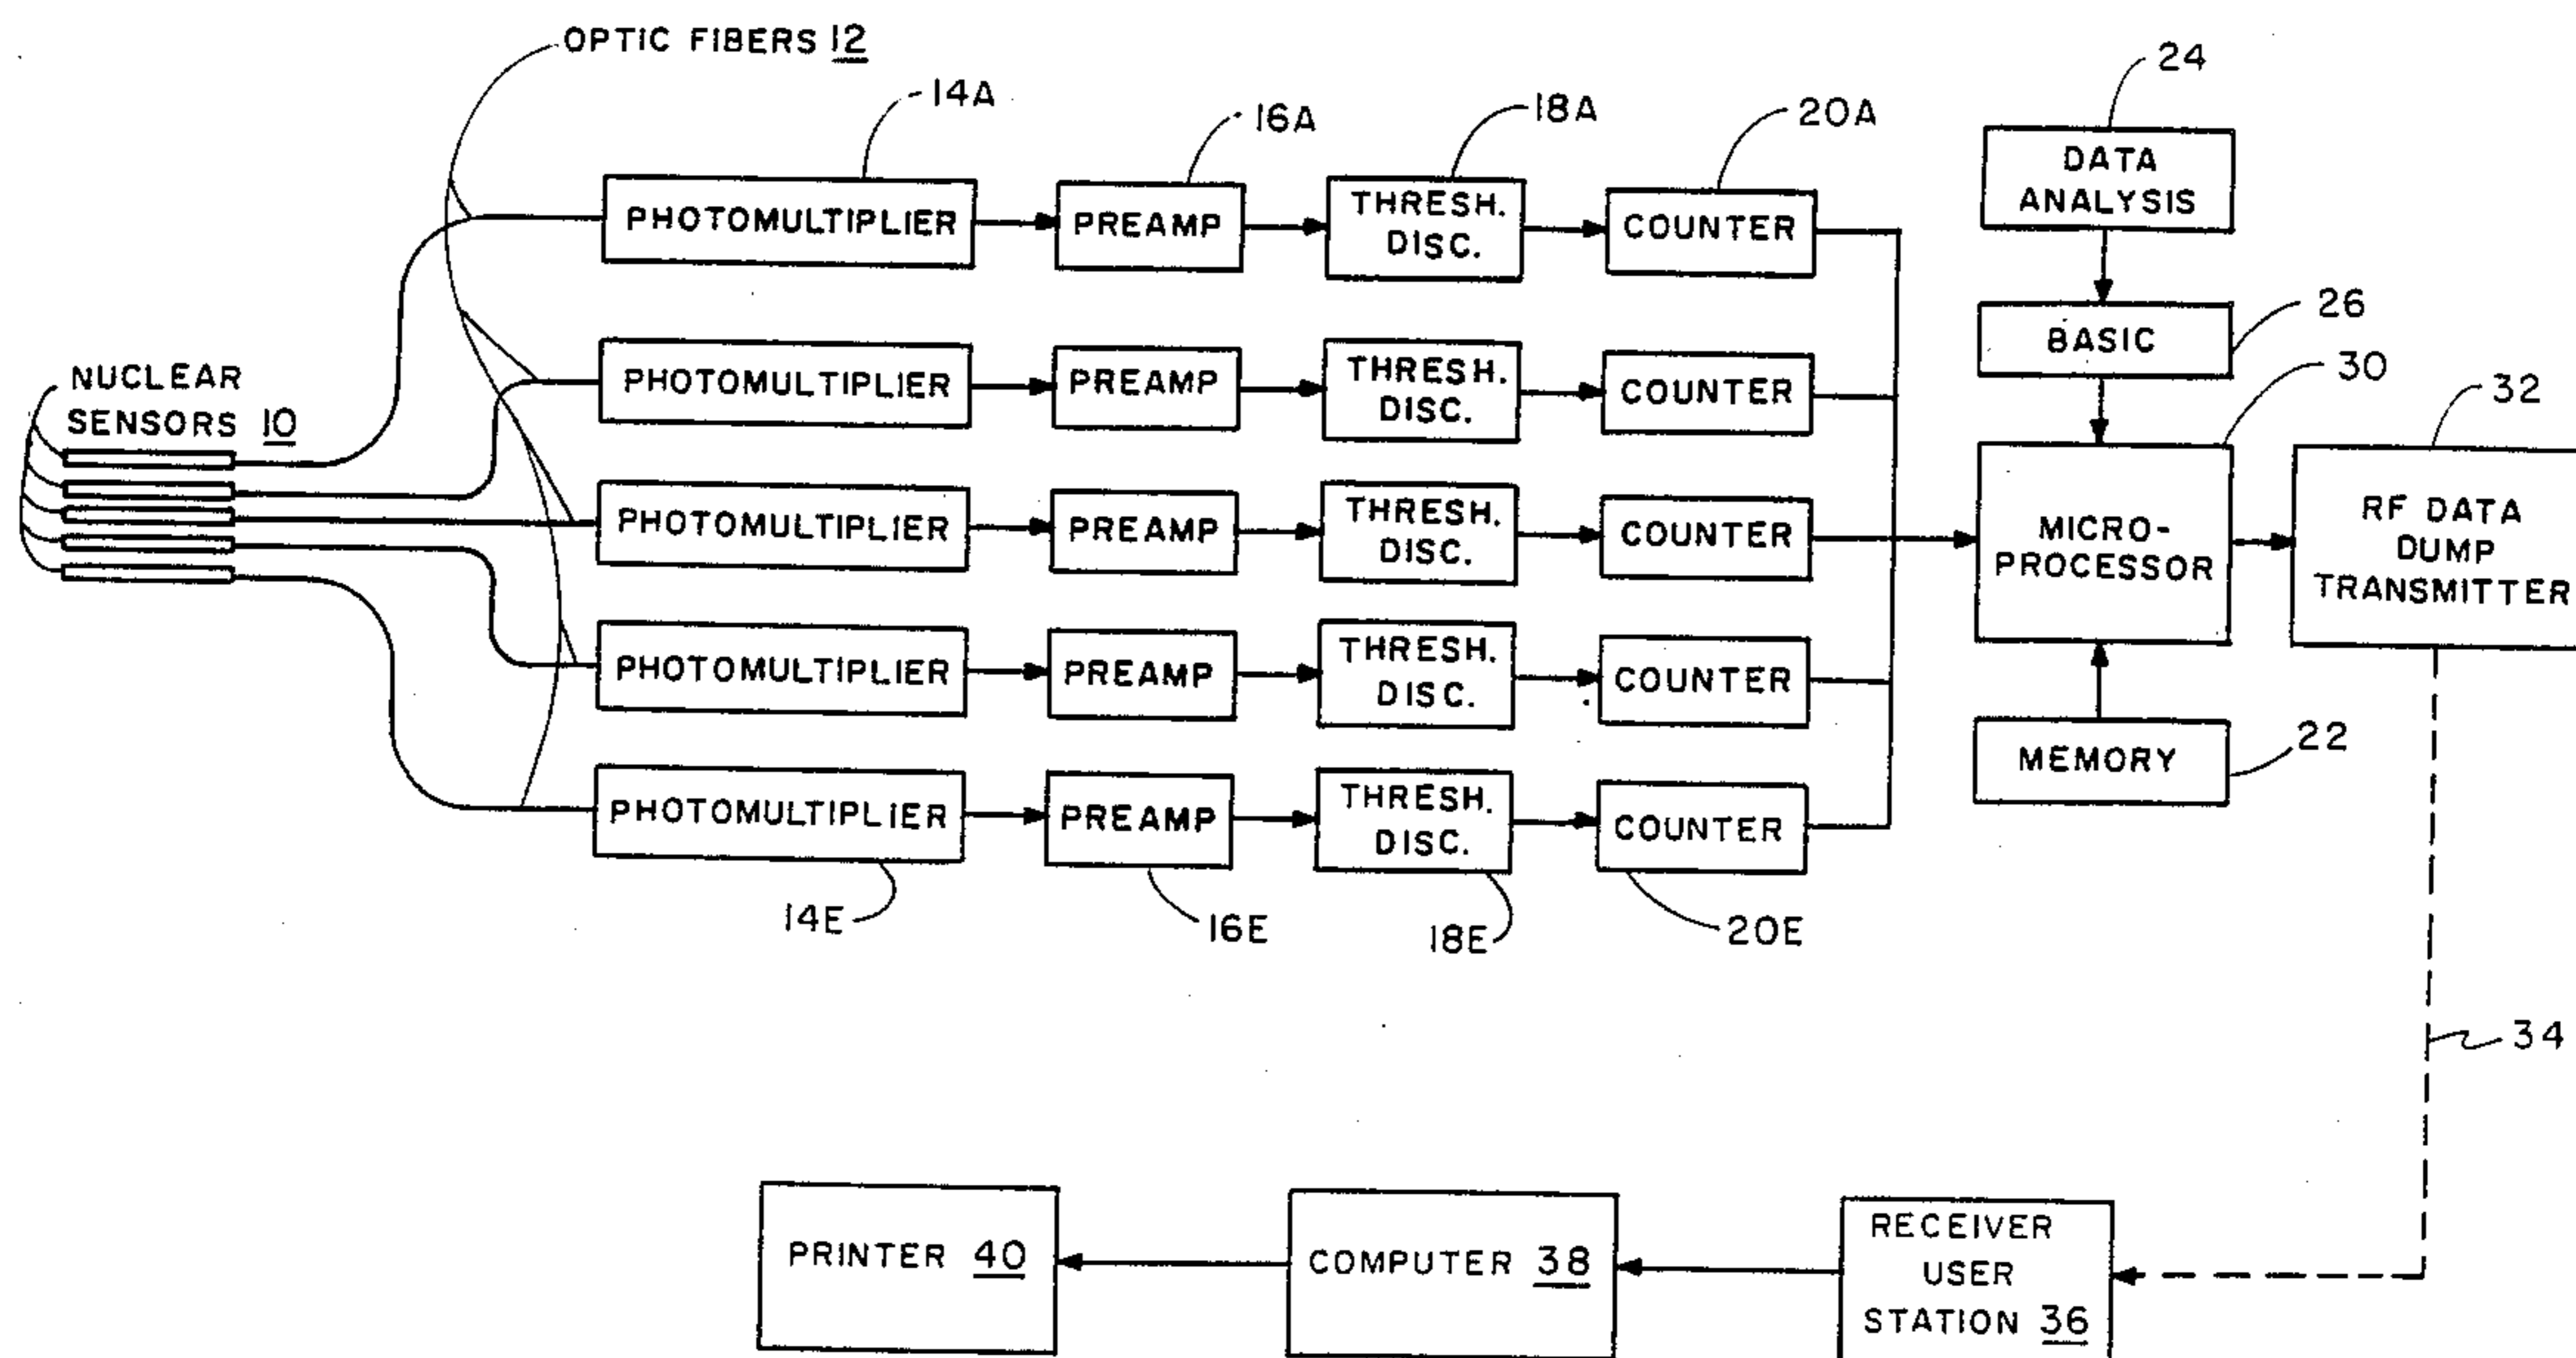 OPTIC FIBERS 12
14A
16A
18A
20A
24
PHOTOMULTIPLIER
PREAMP
THRESH.
DISC.
COUNTER
DATA
ANALYSIS
26
BASIC
NUCLEAR
SENSORS 10
PHOTOMULTIPLIER
PREAMP
THRESH.
DISC.
COUNTER
30
32
PHOTOMULTIPLIER
PREAMP
THRESH.
DISC.
COUNTER
MICRO-
PROCESSOR
RF DATA
DUMP
TRANSMITTER
PHOTOMULTIPLIER
PREAMP
THRESH.
DISC.
COUNTER
MEMORY
22
PHOTOMULTIPLIER
PREAMP
THRESH.
DISC.
COUNTER
14E
16E
18E
20E
34
PRINTER 40
COMPUTER 38
RECEIVER
USER
STATION 36